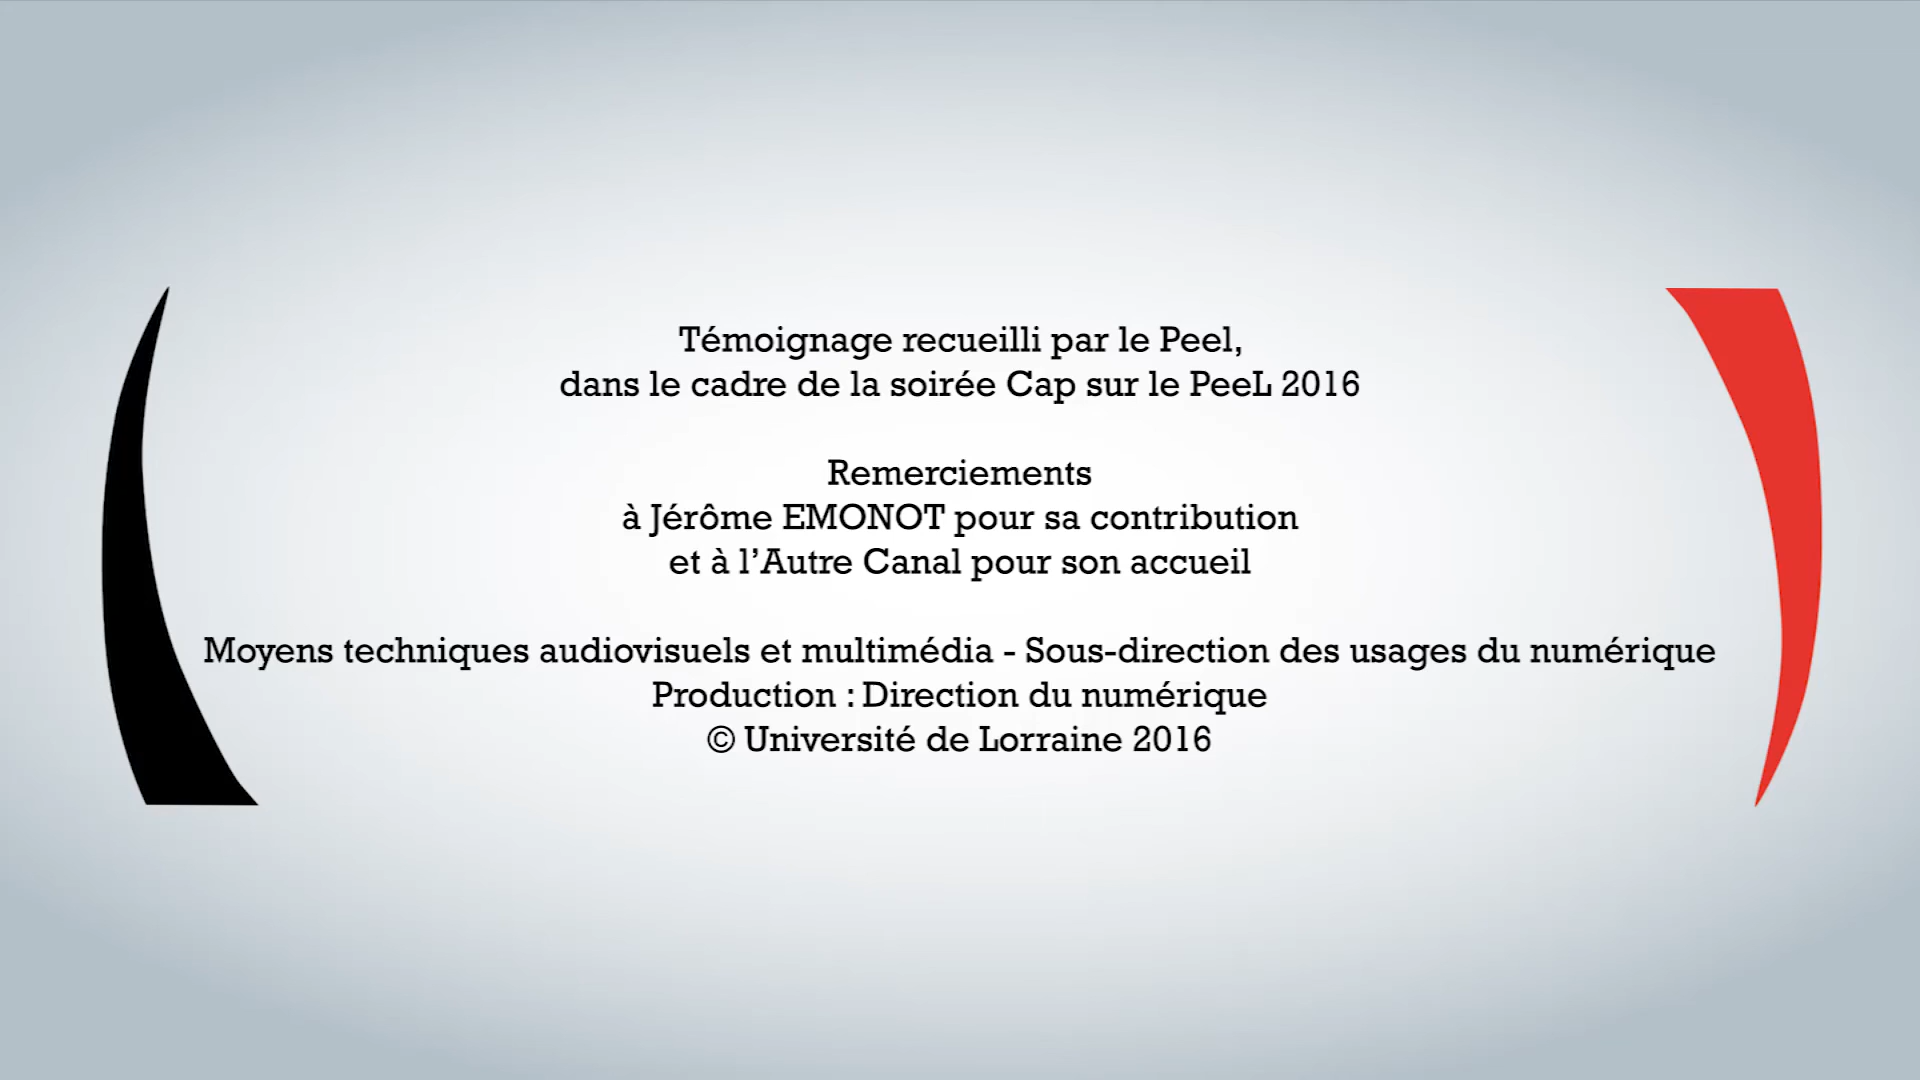 Témoignage recueilli par le Peel,
dans le cadre de la soirée Cap sur le PeeL 2016
Remerciements
à Jérôme EMONOT pour sa contribution
et à l’Autre Canal pour son accueil
Moyens techniques audiovisuels et multimédia - Sous-direction des usages du numérique
Production : Direction du numérique
© Université de Lorraine 2016